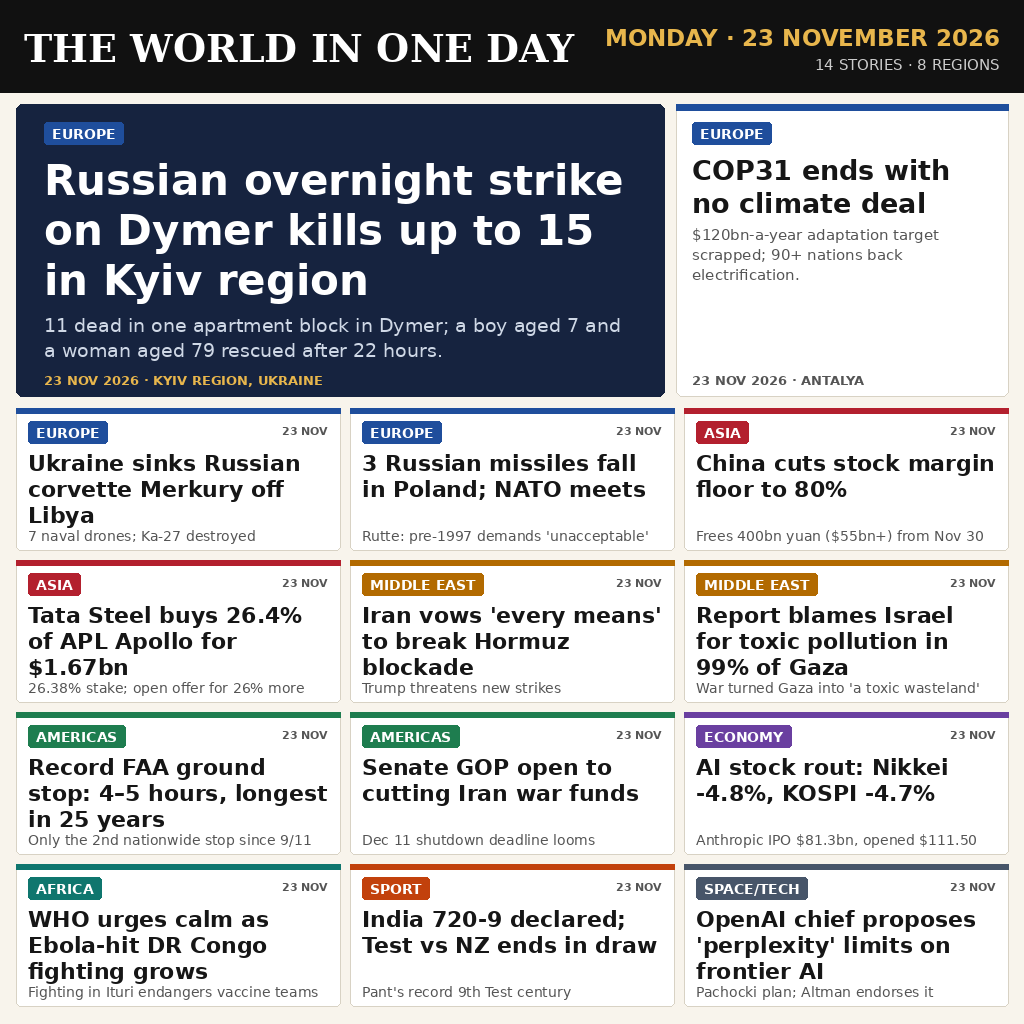 THE WORLD IN ONE DAY
MONDAY · 23 NOVEMBER 2026
14 STORIES · 8 REGIONS
EUROPE
Russian overnight strike
on Dymer kills up to 15
in Kyiv region
11 dead in one apartment block in Dymer; a boy aged 7 and
a woman aged 79 rescued after 22 hours.
23 NOV 2026 · KYIV REGION, UKRAINE
EUROPE
COP31 ends with
no climate deal
$120bn-a-year adaptation target
scrapped; 90+ nations back
electrification.
23 NOV 2026 · ANTALYA
EUROPE
23 NOV
Ukraine sinks Russian
corvette Merkury off
Libya
7 naval drones; Ka-27 destroyed
EUROPE
23 NOV
3 Russian missiles fall
in Poland; NATO meets
Rutte: pre-1997 demands 'unacceptable'
ASIA
23 NOV
China cuts stock margin
floor to 80%
Frees 400bn yuan ($55bn+) from Nov 30
ASIA
23 NOV
Tata Steel buys 26.4%
of APL Apollo for
$1.67bn
26.38% stake; open offer for 26% more
MIDDLE EAST
23 NOV
Iran vows 'every means'
to break Hormuz
blockade
Trump threatens new strikes
MIDDLE EAST
23 NOV
Report blames Israel
for toxic pollution in
99% of Gaza
War turned Gaza into 'a toxic wasteland'
AMERICAS
23 NOV
Record FAA ground
stop: 4–5 hours, longest
in 25 years
Only the 2nd nationwide stop since 9/11
AMERICAS
23 NOV
Senate GOP open to
cutting Iran war funds
Dec 11 shutdown deadline looms
ECONOMY
23 NOV
AI stock rout: Nikkei
-4.8%, KOSPI -4.7%
Anthropic IPO $81.3bn, opened $111.50
AFRICA
23 NOV
WHO urges calm as
Ebola-hit DR Congo
fighting grows
Fighting in Ituri endangers vaccine teams
SPORT
23 NOV
India 720-9 declared;
Test vs NZ ends in draw
Pant's record 9th Test century
SPACE/TECH
23 NOV
OpenAI chief proposes
'perplexity' limits on
frontier AI
Pachocki plan; Altman endorses it